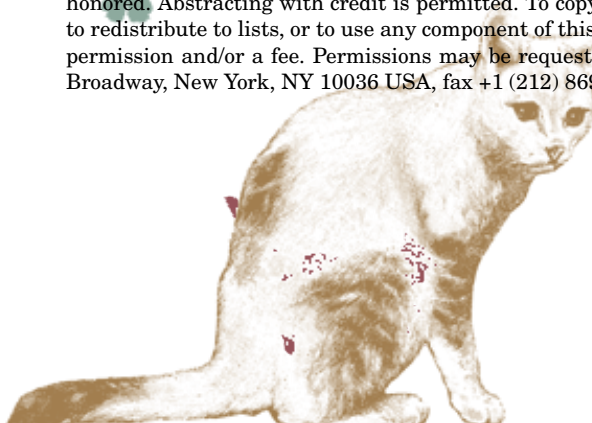 honored. Abstracting with credit is permitted. To copy
to redistribute to lists, or to use any component of this
permission and/or a fee. Permissions may be request
Broadway, New York, NY 10036 USA, fax +1 (212) 869